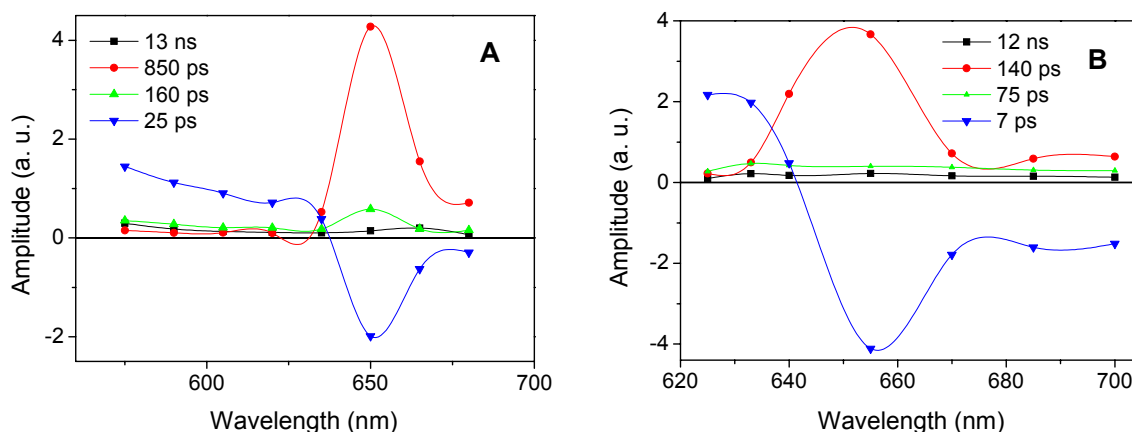 A
13 ns
850 ps
160 ps
25 ps
4
2
0
-2
600
650
700
Amplitude (a. u.)
Wavelength (nm)
B
12 ns
140 ps
75 ps
7 ps
4
2
0
-2
-4
620
640
660
680
700
Amplitude (a. u.)
Wavelength (nm)